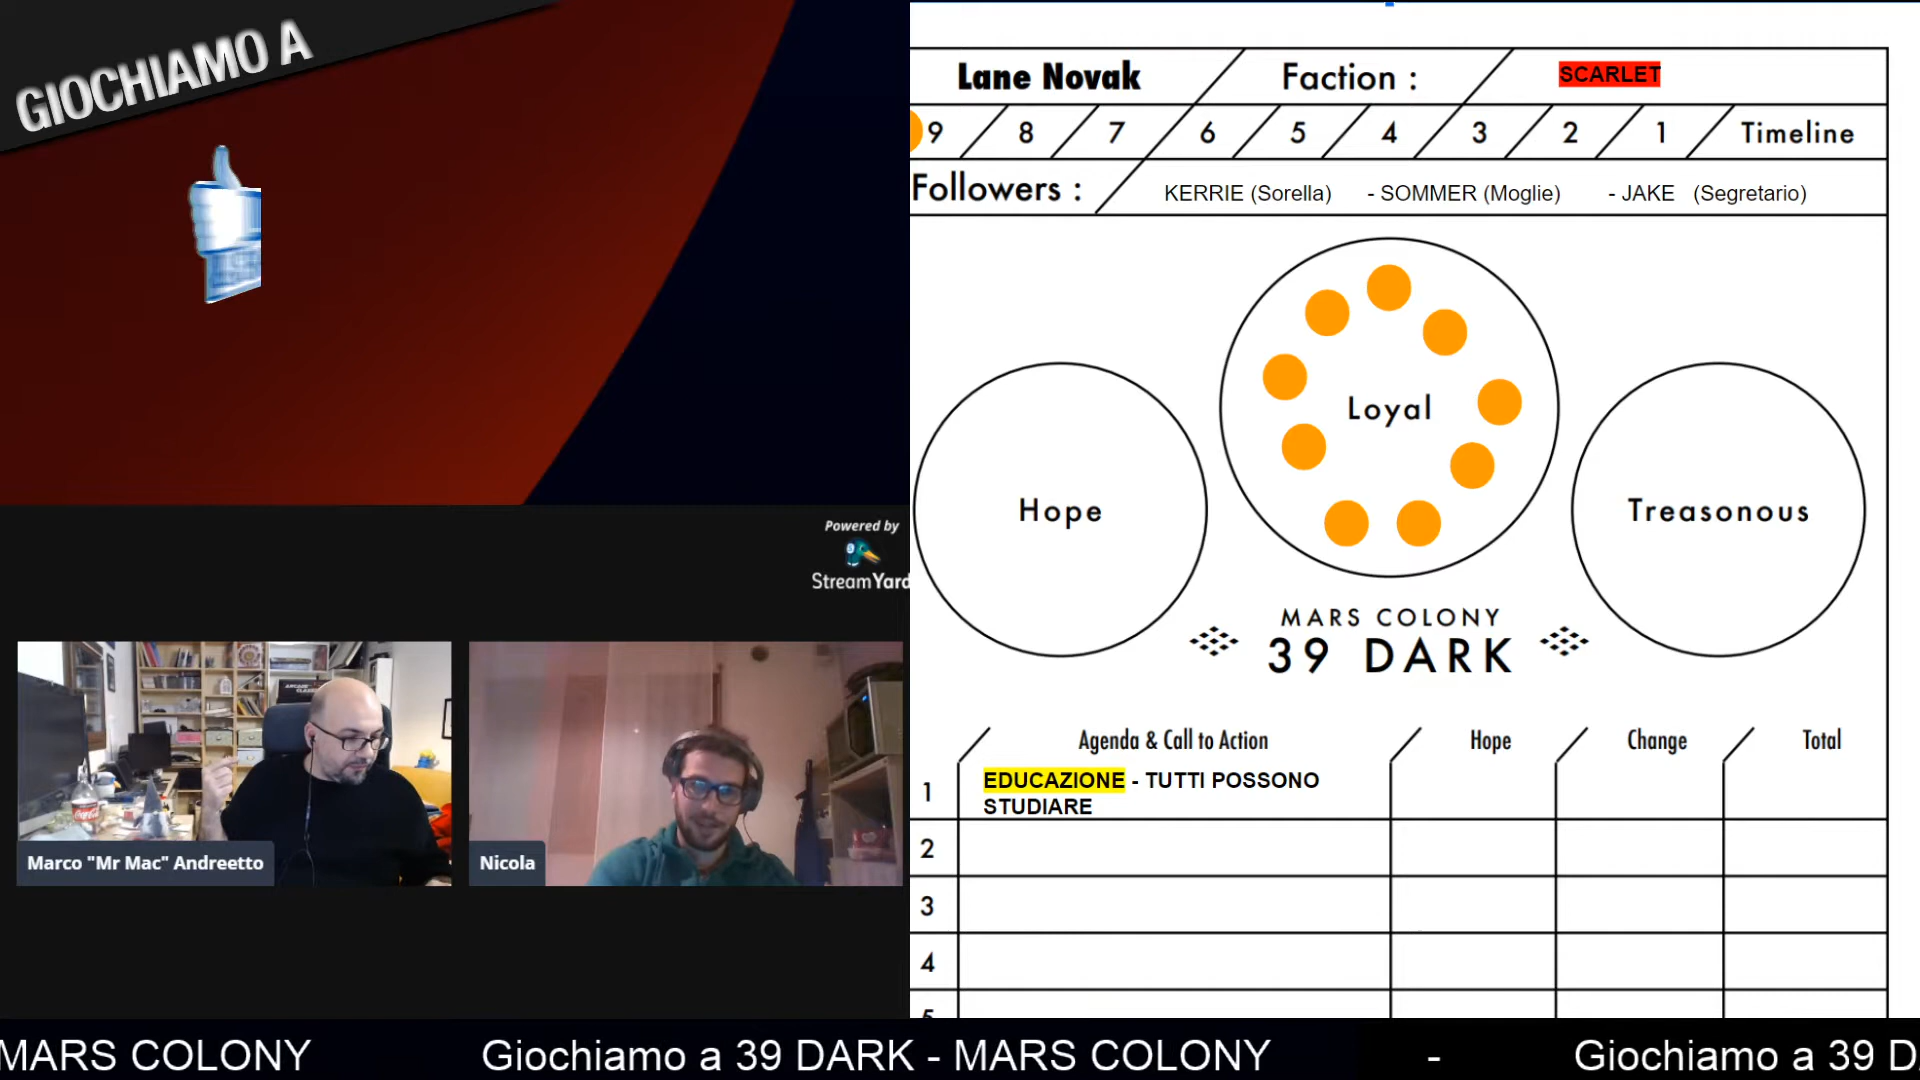 GIOCHIAMO A
Powered by
StreamYard
Marco "Mr Mac" Andreetto
Nicola
Lane Novak
Faction :
SCARLET
9 8 7 6 5 4 3 2 1 Timeline
Followers :
KERRIE (Sorella) - SOMMER (Moglie) - JAKE (Segretario)
Loyal
Hope
Treasonous
MARS COLONY
39 DARK
Agenda & Call to Action
Hope
Change
Total
1
EDUCAZIONE - TUTTI POSSONO
STUDIARE
2
3
4
MARS COLONY Giochiamo a 39 DARK - MARS COLONY - Giochiamo a 39 D